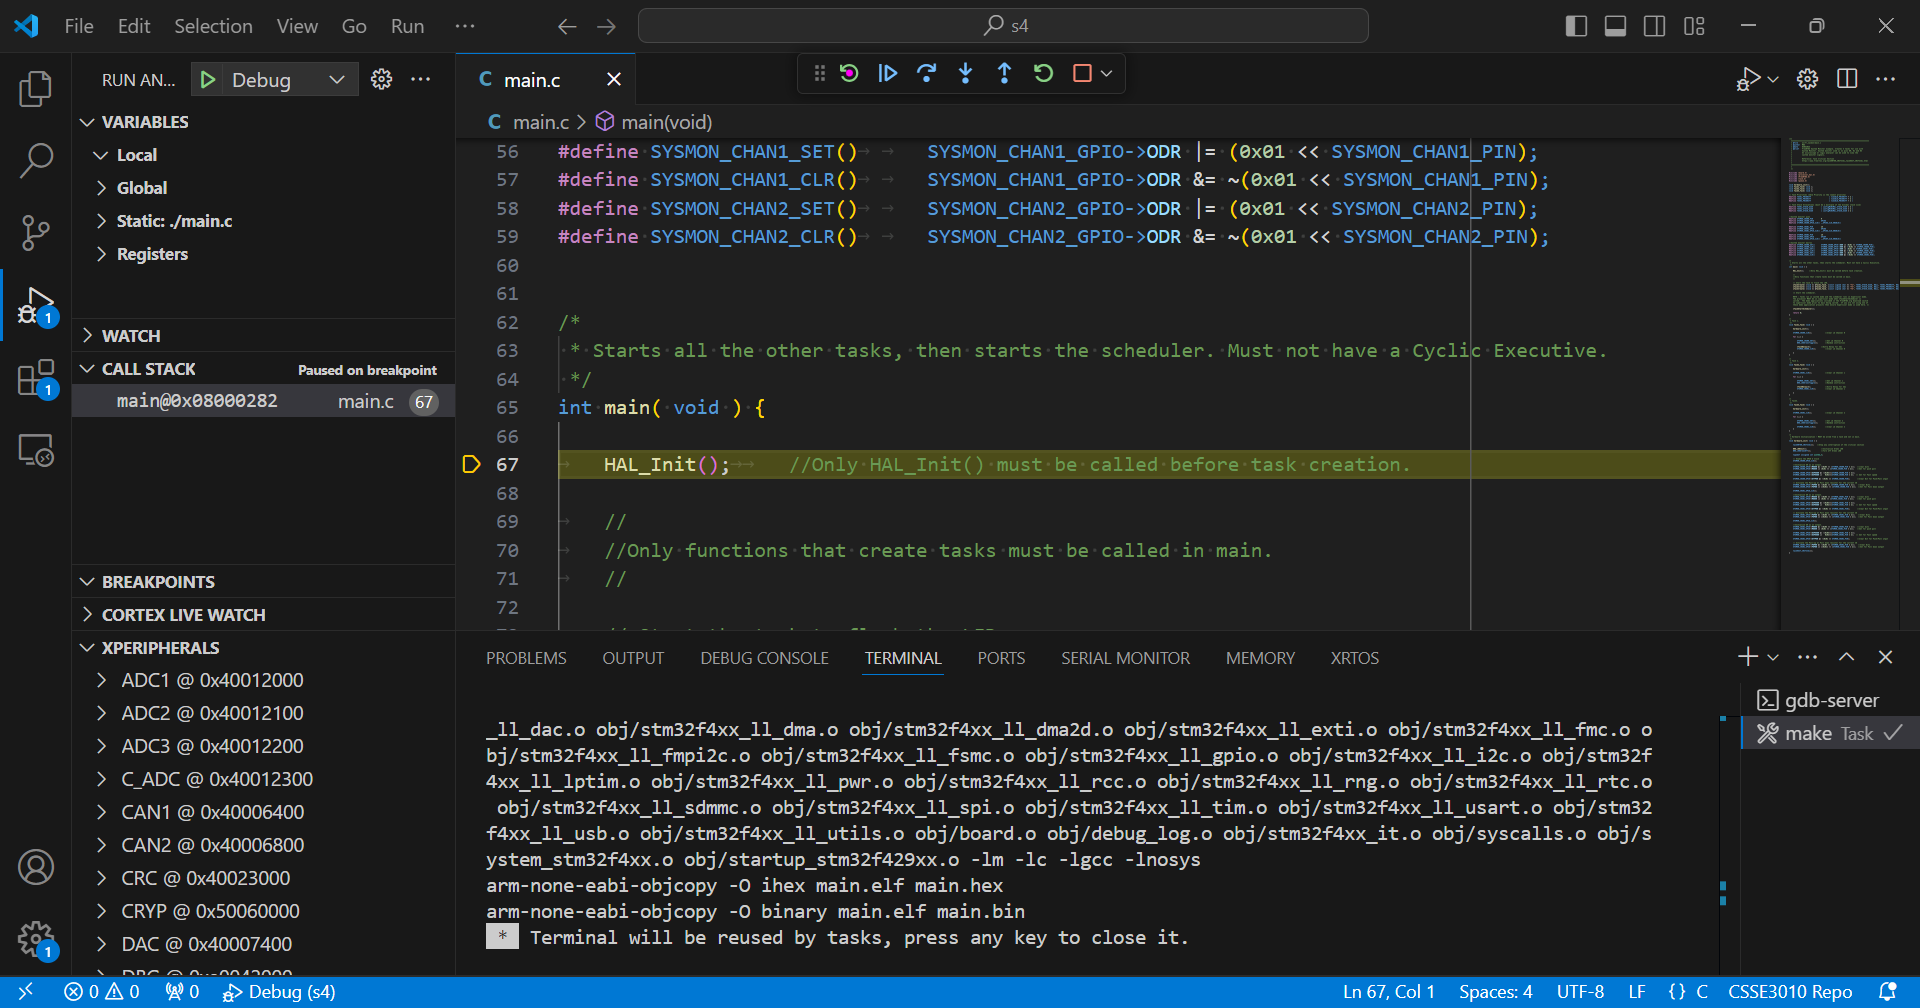 File Edit Selection View Go Run ··· s4
RUN AN... Debug ···
VARIABLES
Local
Global
Static: ./main.c
Registers
WATCH
CALL STACK Paused on breakpoint
main@0x08000282 main.c 67
BREAKPOINTS
CORTEX LIVE WATCH
XPERIPHERALS
ADC1 @ 0x40012000
ADC2 @ 0x40012100
ADC3 @ 0x40012200
C_ADC @ 0x40012300
CAN1 @ 0x40006400
CAN2 @ 0x40006800
CRC @ 0x40023000
CRYP @ 0x50060000
DAC @ 0x40007400
1
1
1
C main.c
C main.c > main(void)
56 #define SYSMON_CHAN1_SET() SYSMON_CHAN1_GPIO->ODR |= (0x01 << SYSMON_CHAN1_PIN);
57 #define SYSMON_CHAN1_CLR() SYSMON_CHAN1_GPIO->ODR &= ~(0x01 << SYSMON_CHAN1_PIN);
58 #define SYSMON_CHAN2_SET() SYSMON_CHAN2_GPIO->ODR |= (0x01 << SYSMON_CHAN2_PIN);
59 #define SYSMON_CHAN2_CLR() SYSMON_CHAN2_GPIO->ODR &= ~(0x01 << SYSMON_CHAN2_PIN);
60
61
62 /*
63 * Starts all the other tasks, then starts the scheduler. Must not have a Cyclic Executive.
64 */
65 int main( void ) {
66
67 HAL_Init(); //Only HAL_Init() must be called before task creation.
68
69 //
70 //Only functions that create tasks must be called in main.
71 //
72
PROBLEMS OUTPUT DEBUG CONSOLE TERMINAL PORTS SERIAL MONITOR MEMORY XRTOS
_ll_dac.o obj/stm32f4xx_ll_dma.o obj/stm32f4xx_ll_dma2d.o obj/stm32f4xx_ll_exti.o obj/stm32f4xx_ll_fmc.o o
bj/stm32f4xx_ll_fmpi2c.o obj/stm32f4xx_ll_fsmc.o obj/stm32f4xx_ll_gpio.o obj/stm32f4xx_ll_i2c.o obj/stm32f
4xx_ll_lptim.o obj/stm32f4xx_ll_pwr.o obj/stm32f4xx_ll_rcc.o obj/stm32f4xx_ll_rng.o obj/stm32f4xx_ll_rtc.o
obj/stm32f4xx_ll_sdmmc.o obj/stm32f4xx_ll_spi.o obj/stm32f4xx_ll_tim.o obj/stm32f4xx_ll_usart.o obj/stm32
f4xx_ll_usb.o obj/stm32f4xx_ll_utils.o obj/board.o obj/debug_log.o obj/stm32f4xx_it.o obj/syscalls.o obj/s
ystem_stm32f4xx.o obj/startup_stm32f429xx.o -lm -lc -lgcc -lnosys
arm-none-eabi-objcopy -O ihex main.elf main.hex
arm-none-eabi-objcopy -O binary main.elf main.bin
* Terminal will be reused by tasks, press any key to close it.
gdb-server
make Task
0 0 0 Debug (s4) Ln 67, Col 1 Spaces: 4 UTF-8 LF {} C CSSE3010 Repo